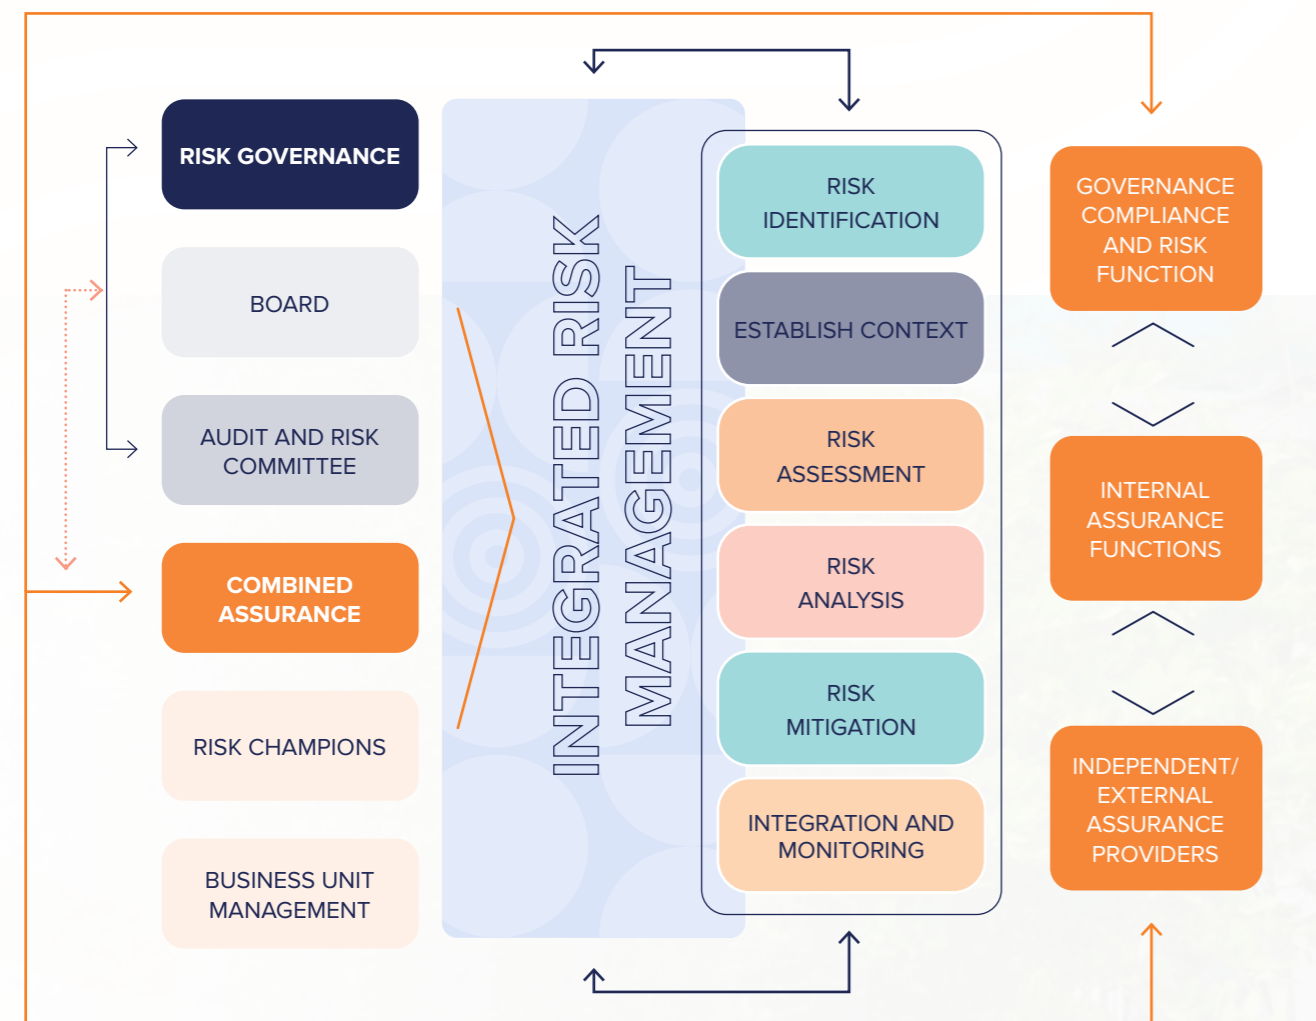 RISK GOVERNANCE
BOARD
AUDIT AND RISK
COMMITTEE
COMBINED
ASSURANCE
RISK CHAMPIONS
BUSINESS UNIT
MANAGEMENT
INTEGRATED RISK
MANAGEMENT
RISK
IDENTIFICATION
ESTABLISH CONTEXT
RISK
ASSESSMENT
RISK
ANALYSIS
RISK
MITIGATION
INTEGRATION AND
MONITORING
GOVERNANCE
COMPLIANCE
AND RISK
FUNCTION
INTERNAL
ASSURANCE
FUNCTIONS
INDEPENDENT/
EXTERNAL
ASSURANCE
PROVIDERS